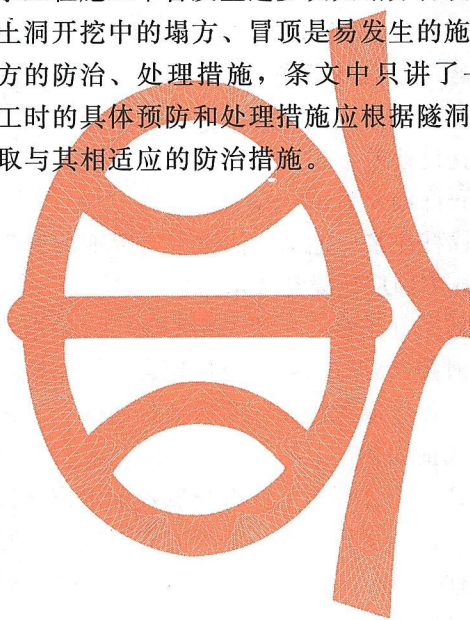 土洞开挖中的塌方、冒顶是易发生的施
方的防治、处理措施，条文中只讲了
工时的具体预防和处理措施应根据隧洞
取与其相适应的防治措施。